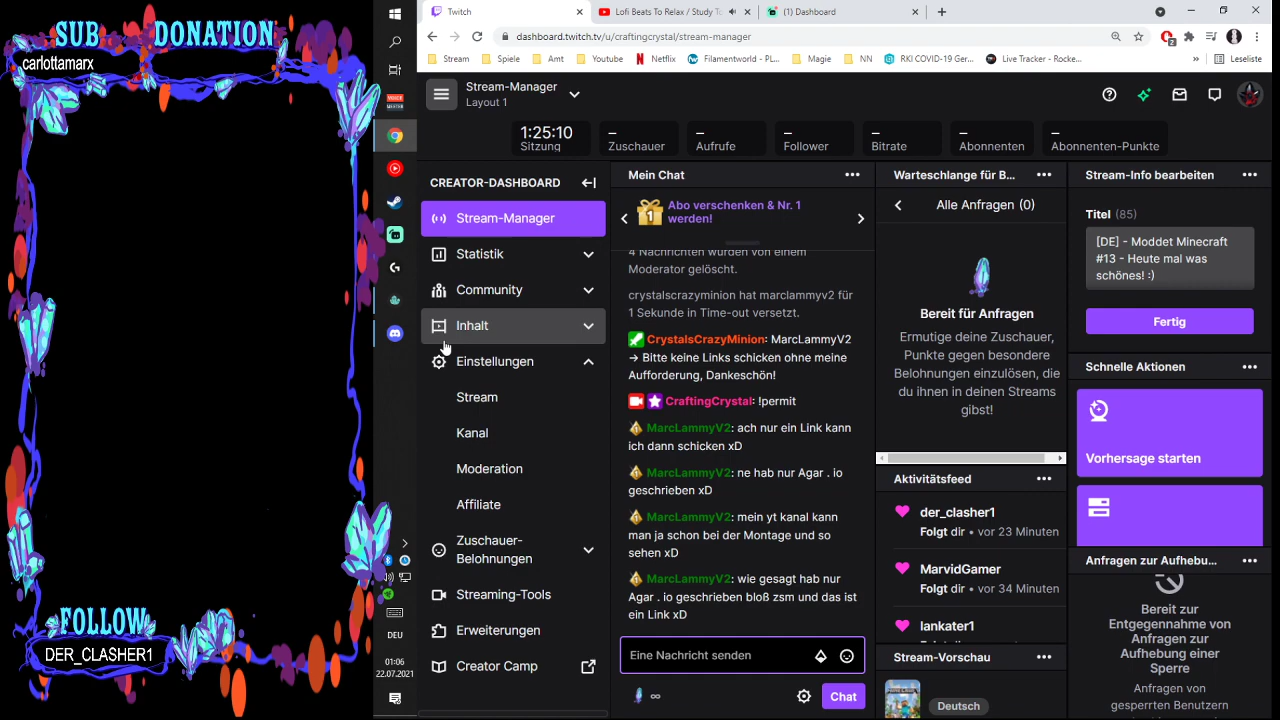 SUB DONATION
carlottamrx
FOLLOW
DER_CLASHER1
VOICE
MEETER
DEU
01:06
22.07.2021
Twitch
Lofi Beats To Relax / Study To
(1) Dashboard
dashboard.twitch.tv/u/craftingcrystal/stream-manager
2
Stream
Spiele
Amt
Youtube
Netflix
Filamentworld - PL...
Magie
NN
RKI COVID-19 Ger...
Live Tracker - Rocke...
»
Leseliste
Stream-Manager
Layout 1
1:25:10
Sitzung
–
Zuschauer
–
Aufrufe
–
Follower
–
Bitrate
–
Abonnenten
–
Abonnenten-Punkte
CREATOR-DASHBOARD
Stream-Manager
Statistik
Community
Inhalt
Einstellungen
Stream
Kanal
Moderation
Affiliate
Zuschauer-
Belohnungen
Streaming-Tools
Erweiterungen
Creator Camp
Mein Chat
1
Abo verschenken & Nr. 1
werden!
4 Nachrichten wurden von einem
Moderator gelöscht.
crystalscrazyminion hat marclammyv2 für
1 Sekunde in Time-out versetzt.
CrystalsCrazyMinion: MarcLammyV2
→ Bitte keine Links schicken ohne meine
Aufforderung, Dankeschön!
CraftingCrystal: !permit
MarcLammyV2: ach nur ein Link kann
ich dann schicken xD
MarcLammyV2: ne hab nur Agar . io
geschrieben xD
MarcLammyV2: mein yt kanal kann
man ja schon bei der Montage und so
sehen xD
MarcLammyV2: wie gesagt hab nur
Agar . io geschrieben bloß zsm und das ist
ein Link xD
Eine Nachricht senden
∞
Chat
Warteschlange für B...
Alle Anfragen (0)
Bereit für Anfragen
Ermutige deine Zuschauer,
Punkte gegen besondere
Belohnungen einzulösen, die
du ihnen in deinen Streams
gibst!
Aktivitätsfeed
der_clasher1
Folgt dir • vor 23 Minuten
MarvidGamer
Folgt dir • vor 34 Minuten
lankater1
Stream-Vorschau
Deutsch
Stream-Info bearbeiten
Titel (85)
[DE] - Moddet Minecraft
#13 - Heute mal was
schönes! :)
Fertig
Schnelle Aktionen
Vorhersage starten
Anfragen zur Aufhebu...
Bereit zur
Entgegennahme von
Anfragen zur
Aufhebung einer
Sperre
Anfragen von
gesperrten Benutzern